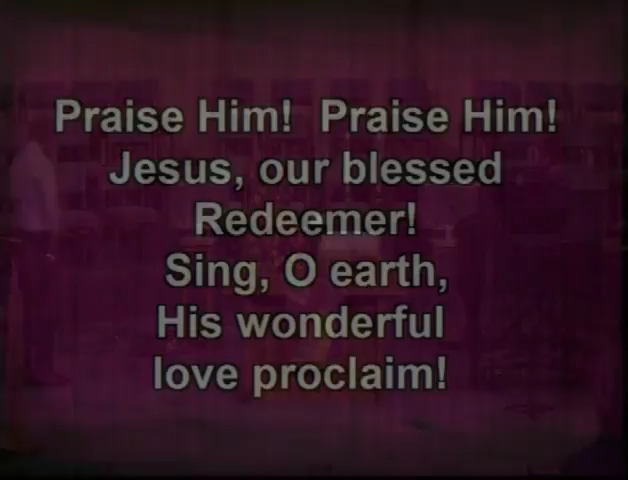 Praise Him!  Praise Him!
Jesus, our blessed
Redeemer!
Sing, O earth,
His wonderful
love proclaim!